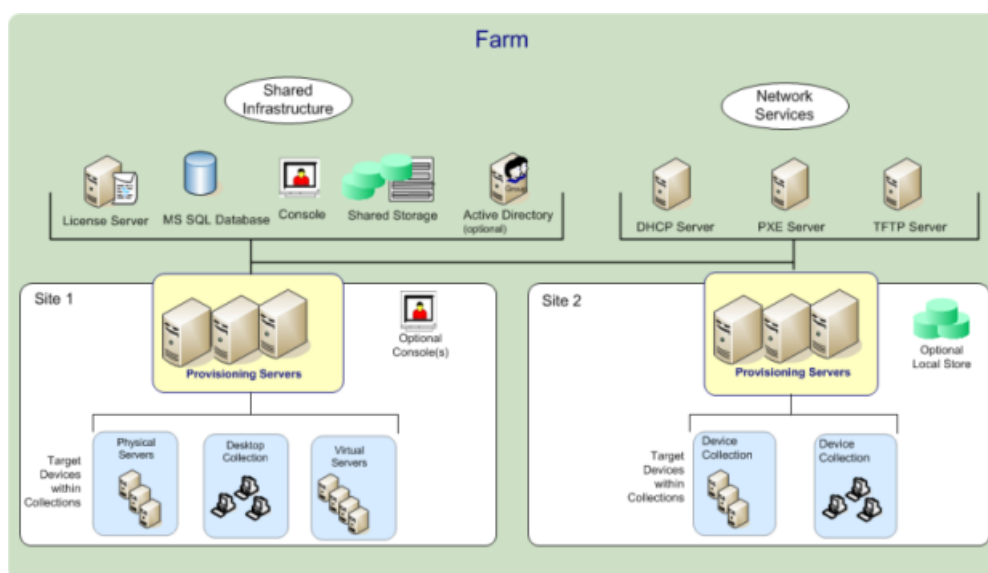 Farm
Shared
Infrastructure
Network
Services
License Server
MS SQL Database
Console
Shared Storage
Group
Active Directory
(optional)
DHCP Server
PXE Server
TFTP Server
Site 1
Provisioning Servers
Optional
Console(s)
Target
Devices
within
Collections
Physical
Servers
Desktop
Collection
Virtual
Servers
Site 2
Provisioning Servers
Optional
Local Store
Target
Devices
within
Collections
Device
Collection
Device
Collection